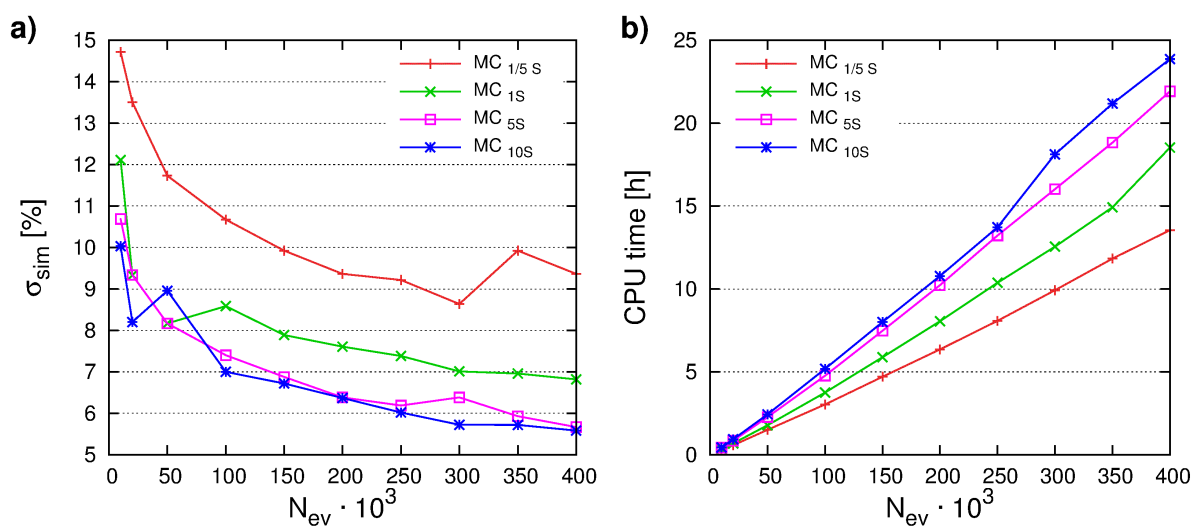 a)
15
14
13
12
11
10
9
8
7
6
5
σsim [%]
0 50 100 150 200 250 300 350 400
Nev · 10³
MC 1/5 S
MC 1S
MC 5S
MC 10S
b)
25
20
15
10
5
0
CPU time [h]
0 50 100 150 200 250 300 350 400
Nev · 10³
MC 1/5 S
MC 1S
MC 5S
MC 10S